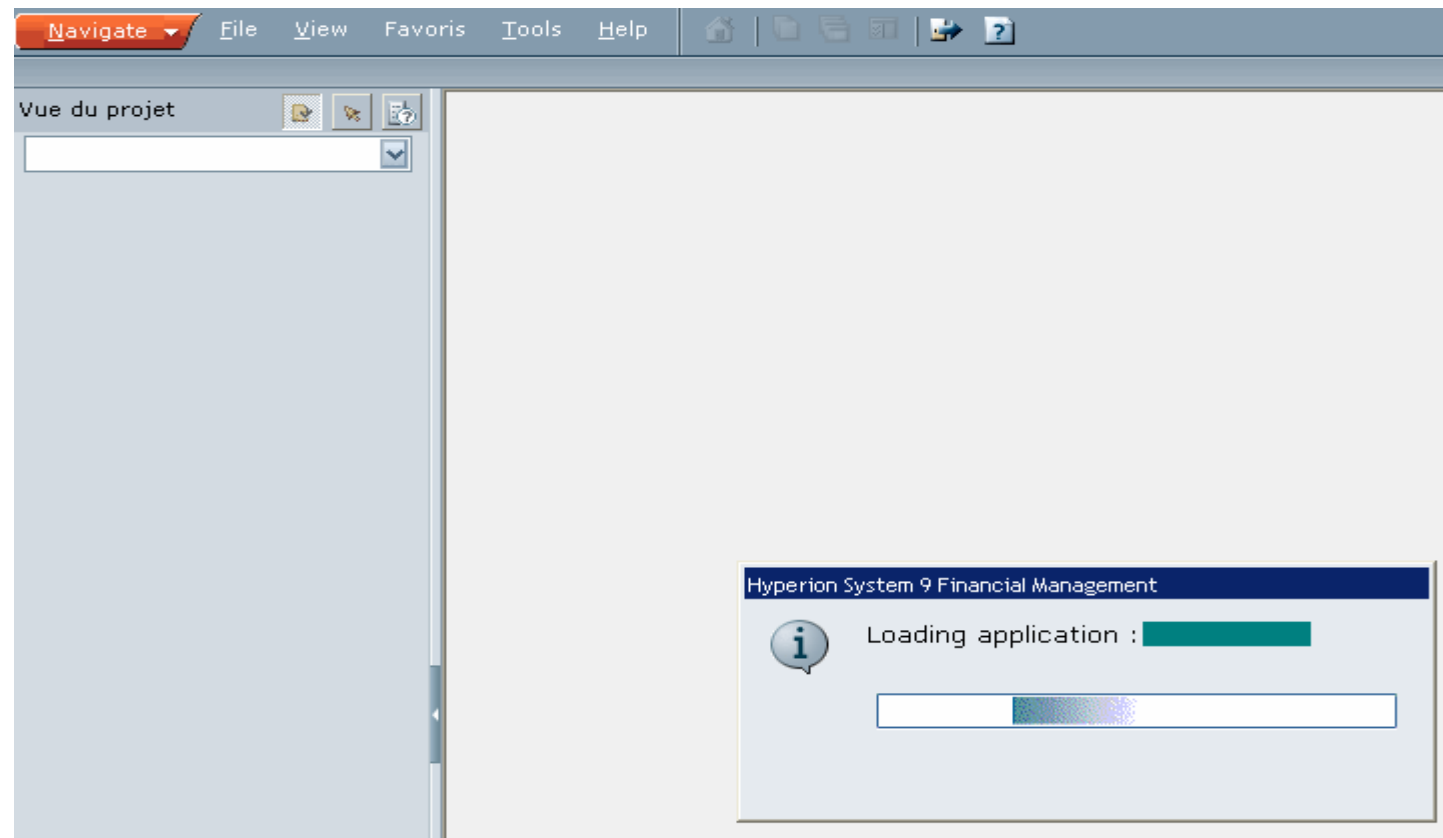 Navigate File View Favoris Tools Help
Vue du projet
Hyperion System 9 Financial Management
Loading application :